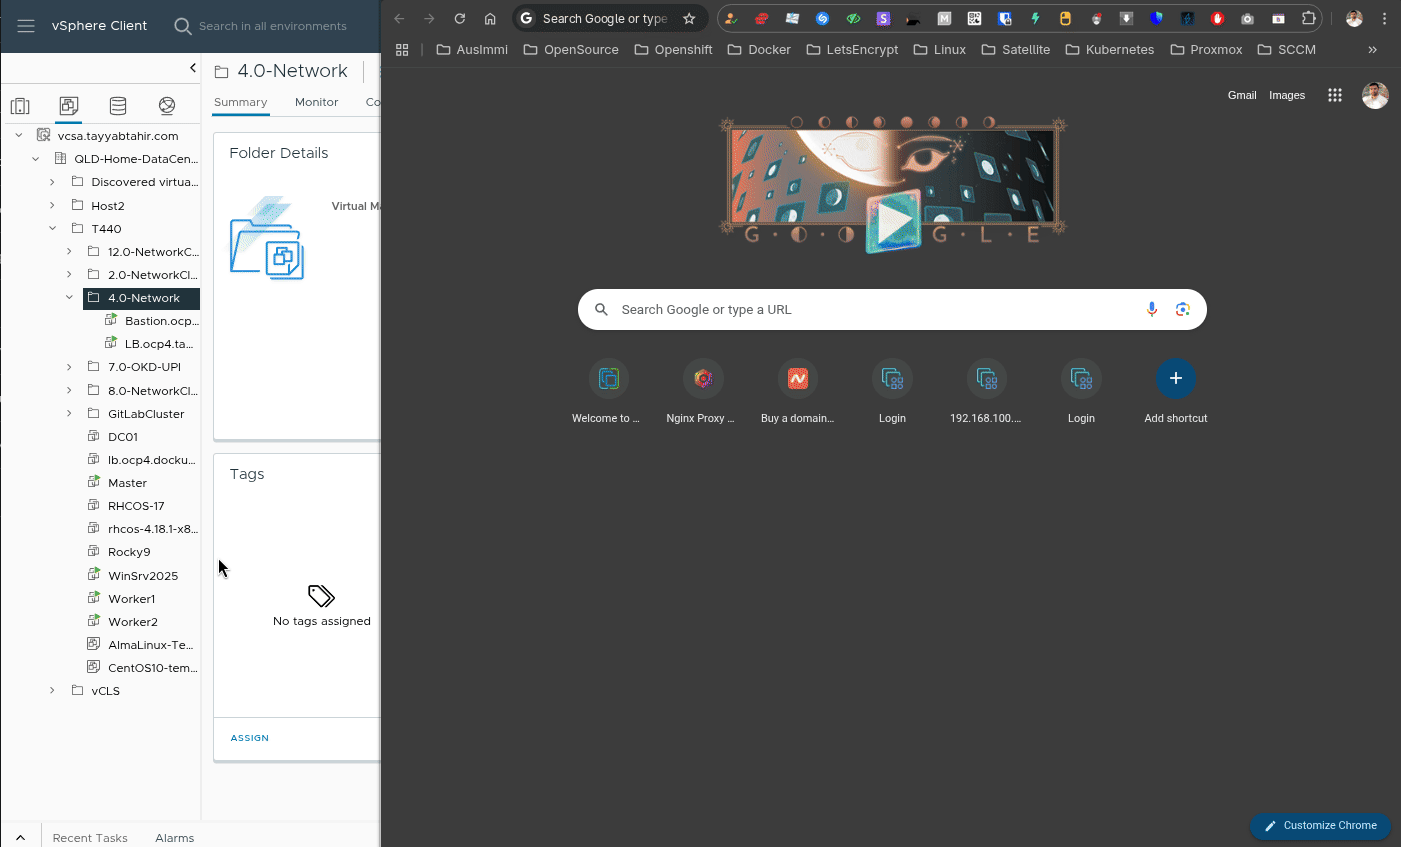 vSphere Client
Search in all environments
4.0-Network
Summary
Monitor
Co
vcsa.tayyabtahir.com
QLD-Home-DataCen...
Discovered virtua...
Host2
T440
12.0-NetworkC...
2.0-NetworkCl...
4.0-Network
Bastion.ocp...
LB.ocp4.ta...
7.0-OKD-UPI
8.0-NetworkCl...
GitLabCluster
DC01
lb.ocp4.docku...
Master
RHCOS-17
rhcos-4.18.1-x8...
Rocky9
WinSrv2025
Worker1
Worker2
AlmaLinux-Te...
CentOS10-tem...
vCLS
Folder Details
Virtual Ma
Tags
No tags assigned
ASSIGN
Recent Tasks
Alarms
Search Google or type
AusImmi
OpenSource
Openshift
Docker
LetsEncrypt
Linux
Satellite
Kubernetes
Proxmox
SCCM
»
Gmail
Images
G · O · O · G · L · E
Search Google or type a URL
Welcome to ...
Nginx Proxy ...
Buy a domain...
Login
192.168.100....
Login
Add shortcut
Customize Chrome